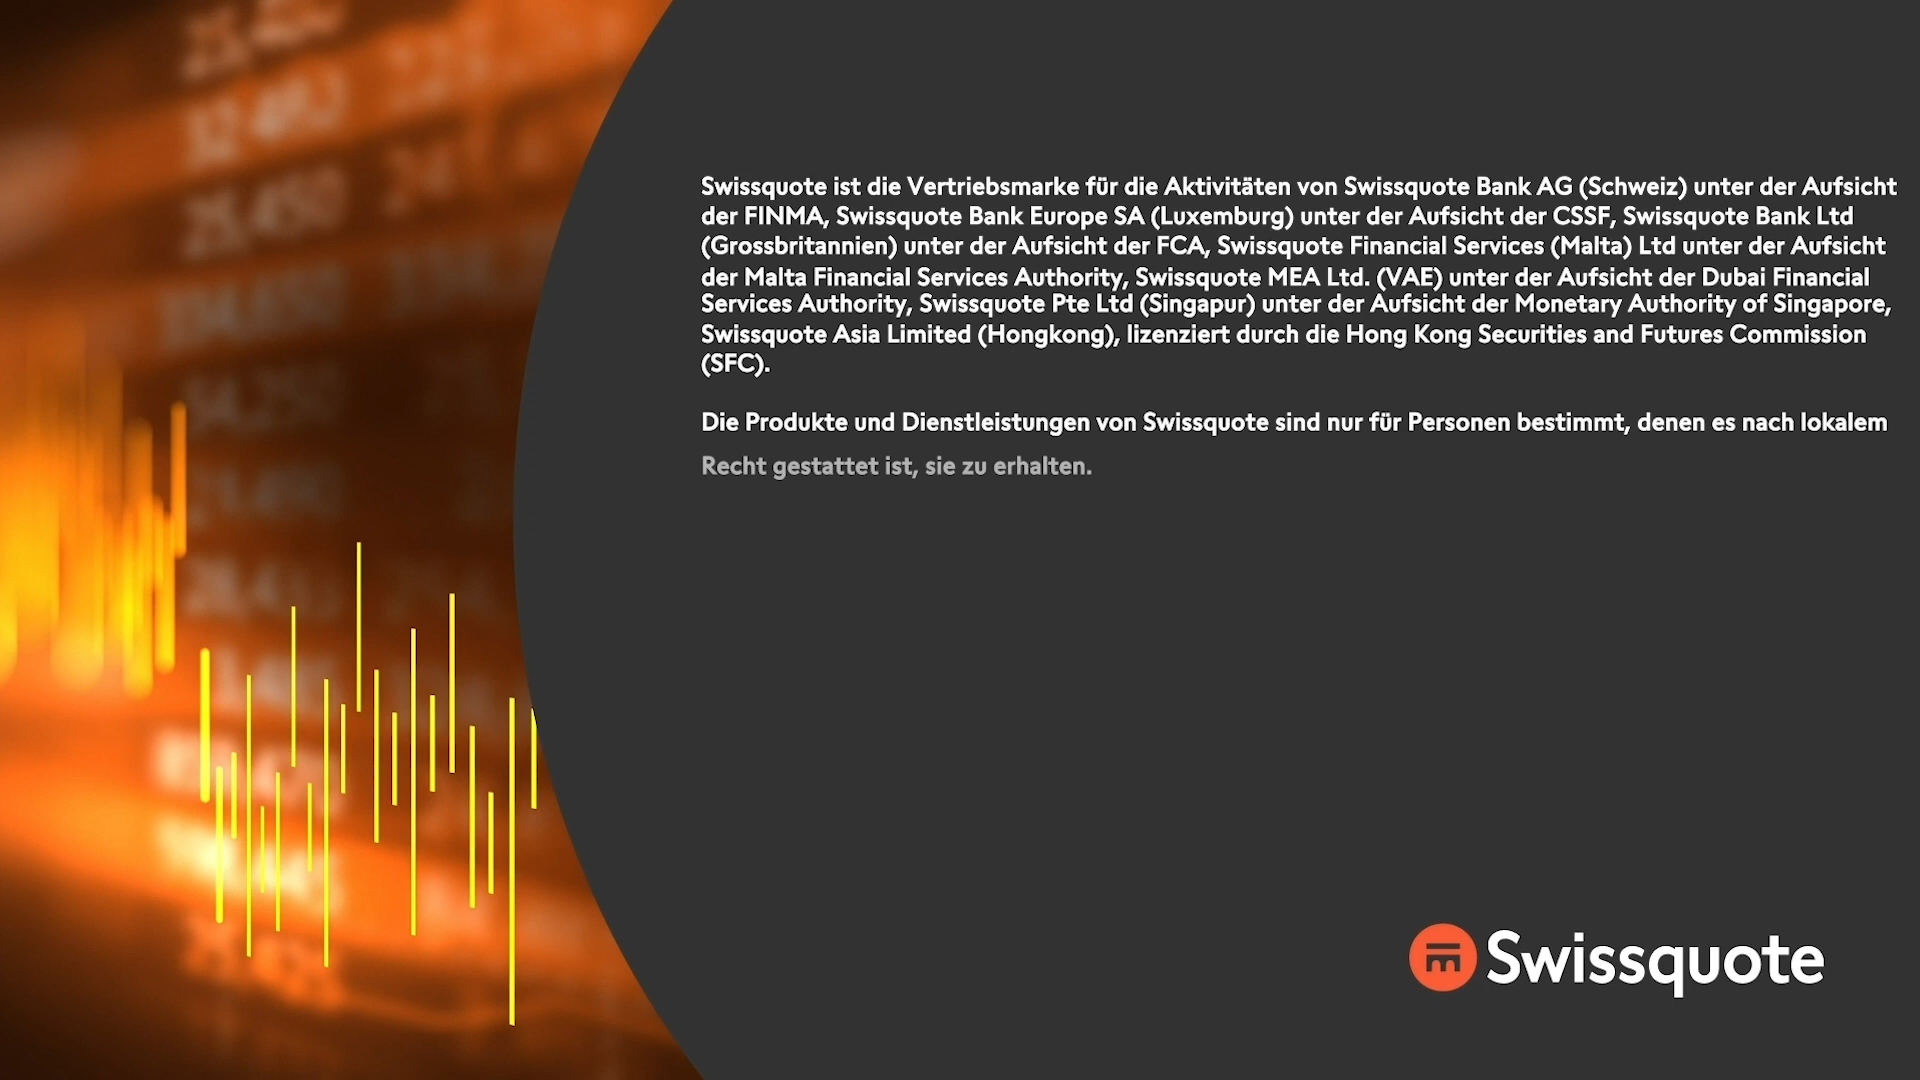 Swissquote ist die Vertriebsmarke für die Aktivitäten von Swissquote Bank AG (Schweiz) unter der Aufsicht
der FINMA, Swissquote Bank Europe SA (Luxemburg) unter der Aufsicht der CSSF, Swissquote Bank Ltd
(Grossbritannien) unter der Aufsicht der FCA, Swissquote Financial Services (Malta) Ltd unter der Aufsicht
der Malta Financial Services Authority, Swissquote MEA Ltd. (VAE) unter der Aufsicht der Dubai Financial
Services Authority, Swissquote Pte Ltd (Singapur) unter der Aufsicht der Monetary Authority of Singapore,
Swissquote Asia Limited (Hongkong), lizenziert durch die Hong Kong Securities and Futures Commission
(SFC).
Die Produkte und Dienstleistungen von Swissquote sind nur für Personen bestimmt, denen es nach lokalem
Recht gestattet ist, sie zu erhalten.
Swissquote